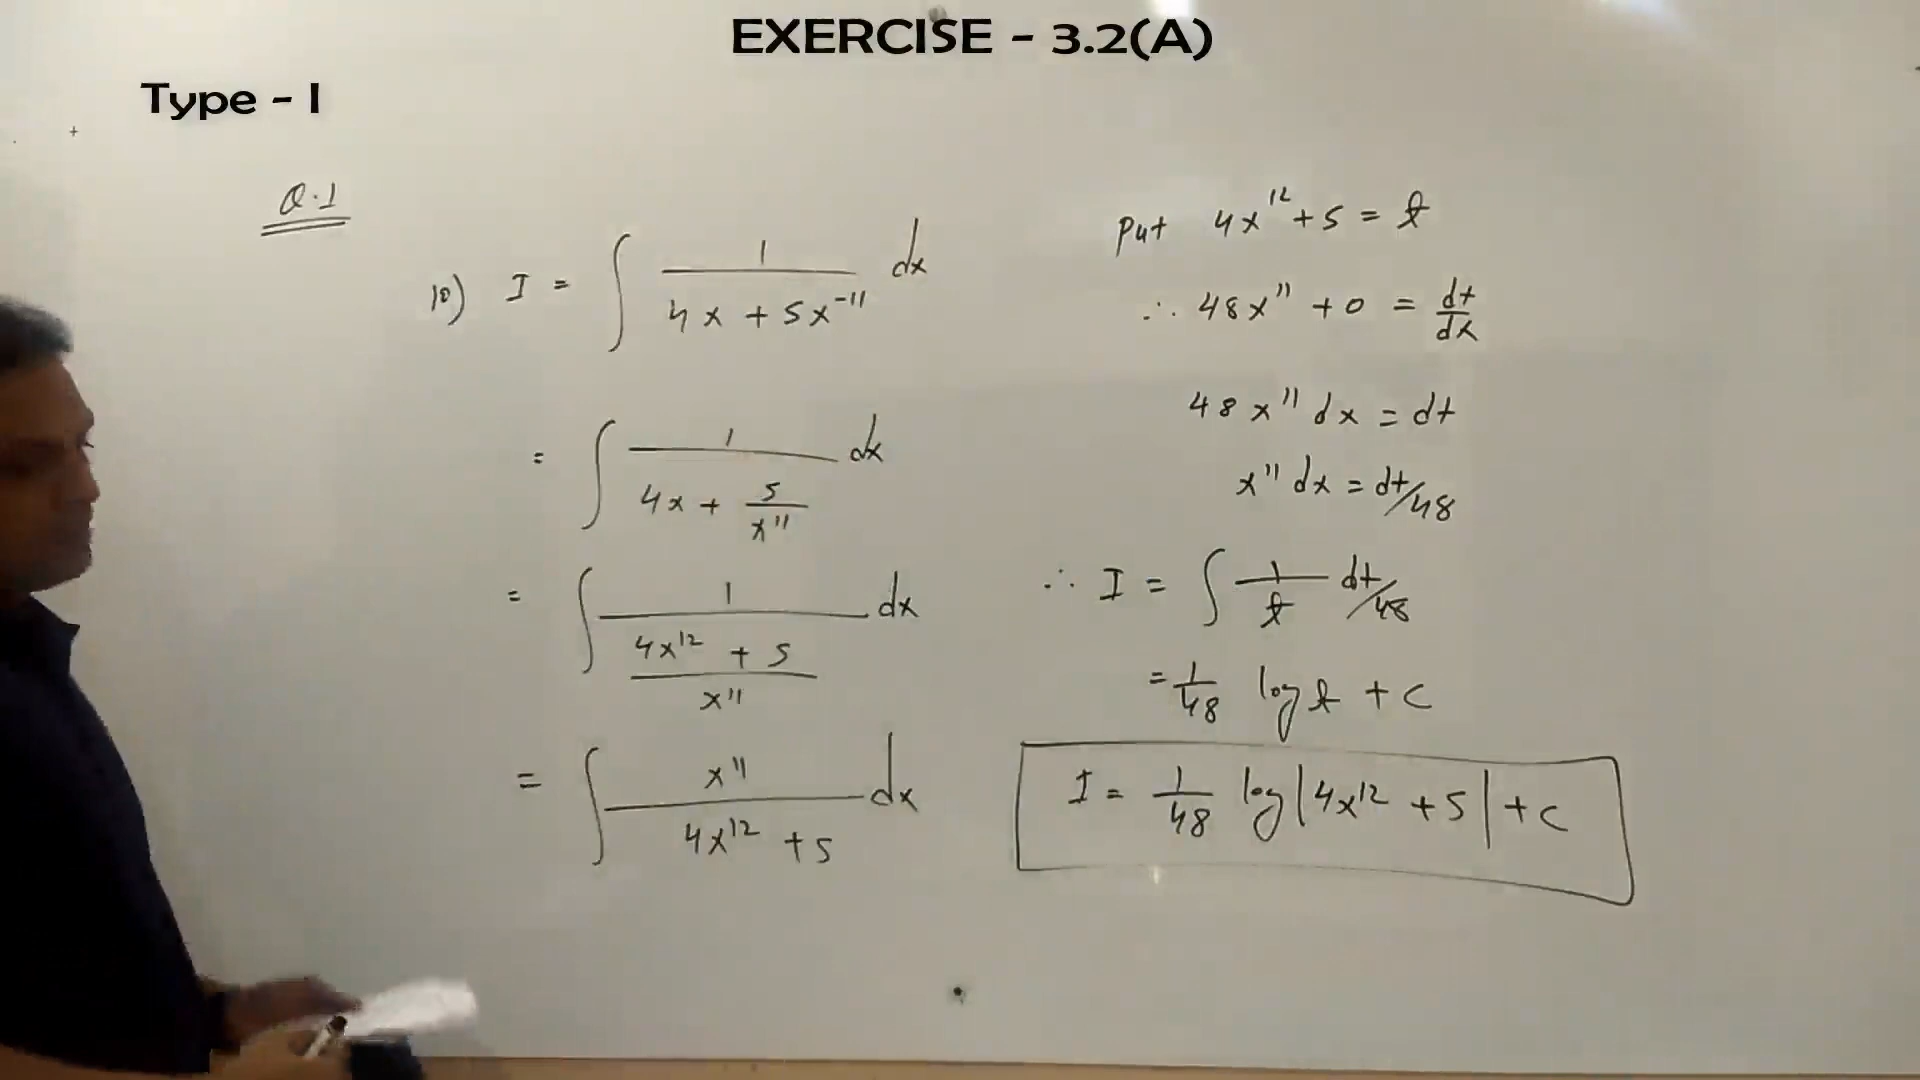 EXERCISE - 3.2(A)
Type - I
Q.1
10) I = ∫ 1/(4x + 5x⁻¹¹) dx
= ∫ 1/(4x + 5/x¹¹) dx
= ∫ 1/((4x¹² + 5)/x¹¹) dx
= ∫ x¹¹/(4x¹² + 5) dx
Put 4x¹² + 5 = t
∴ 48x¹¹ + 0 = dt/dx
48x¹¹ dx = dt
x¹¹ dx = dt/48
∴ I = ∫ 1/t dt/48
= 1/48 log t + c
I = 1/48 log|4x¹² + 5| + c